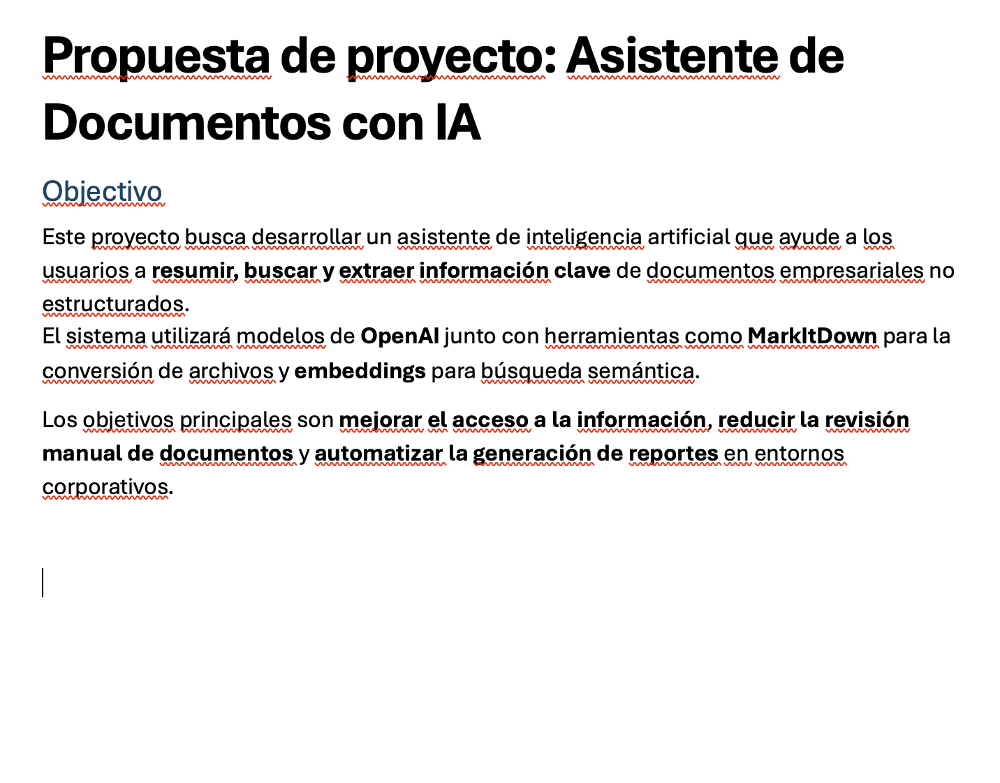 Propuesta de proyecto: Asistente de
Documentos con IA
Objectivo
Este proyecto busca desarrollar un asistente de inteligencia artificial que ayude a los
usuarios a resumir, buscar y extraer información clave de documentos empresariales no
estructurados.
El sistema utilizará modelos de OpenAI junto con herramientas como MarkItDown para la
conversión de archivos y embeddings para búsqueda semántica.
Los objetivos principales son mejorar el acceso a la información, reducir la revisión
manual de documentos y automatizar la generación de reportes en entornos
corporativos.